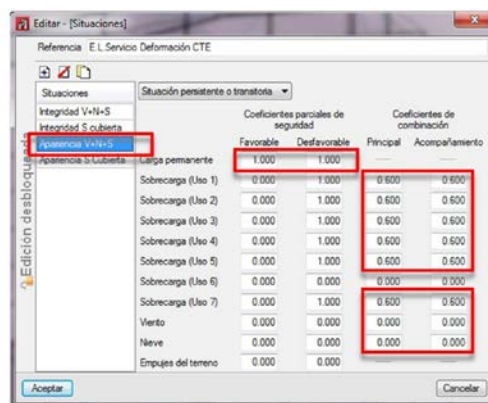 Editar - [Situaciones]
Referencia E.L.Servicio Deformación CTE
Situaciones
Integridad V+N+S
Integridad S cubierta
Apariencia V+N+S
Apariencia S Cubierta
Edición desbloqueada
Situación persistente o transitoria
Coeficientes parciales de seguridad
Coeficientes de combinación
Favorable Desfavorable Principal Acompañamiento
Carga permanente 1.000 1.000
Sobrecarga (Uso 1) 0.000 1.000 0.600 0.600
Sobrecarga (Uso 2) 0.000 1.000 0.600 0.600
Sobrecarga (Uso 3) 0.000 1.000 0.600 0.600
Sobrecarga (Uso 4) 0.000 1.000 0.600 0.600
Sobrecarga (Uso 5) 0.000 1.000 0.600 0.600
Sobrecarga (Uso 6) 0.000 0.000 0.000 0.000
Sobrecarga (Uso 7) 0.000 1.000 0.600 0.600
Viento 0.000 0.000 0.000 0.000
Nieve 0.000 0.000 0.000 0.000
Empujes del terreno 0.000 0.000
Aceptar Cancelar